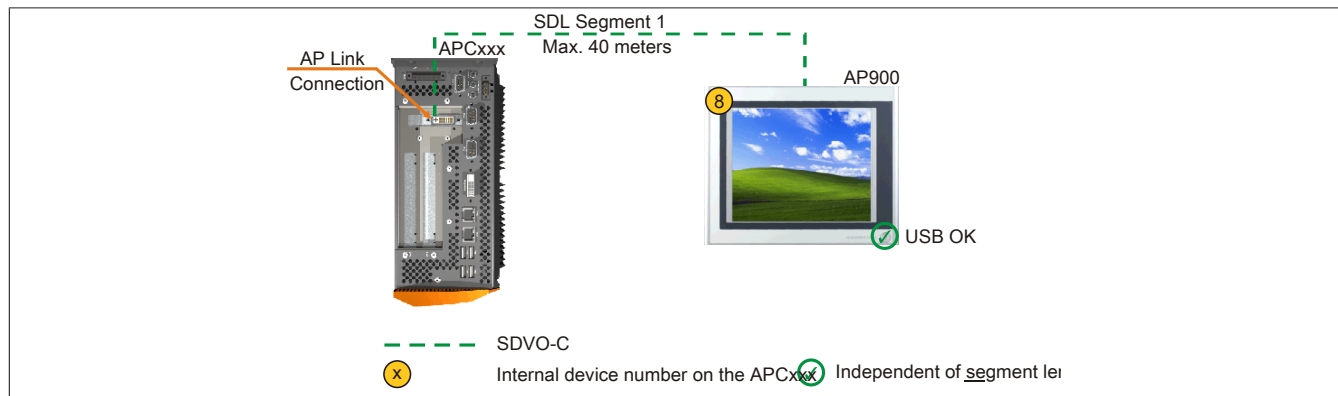 SDL Segment 1
Max. 40 meters
APCxxx
AP Link
Connection
AP900
8
USB OK
SDVO-C
x
Internal device number on the APCxxx
Independent of segment